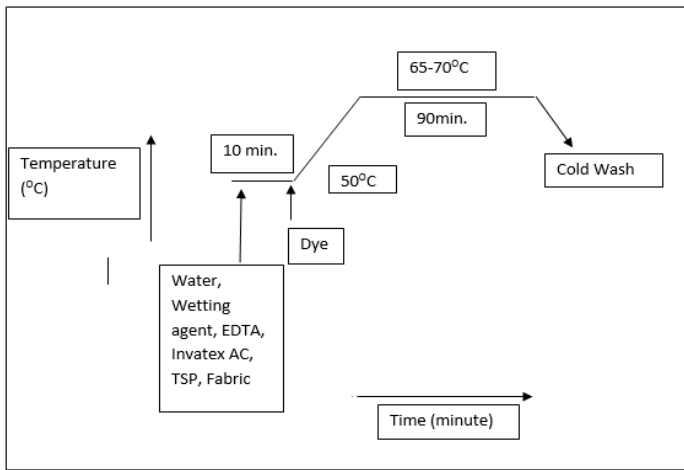 65-70°C
90min.
10 min.
Temperature
(°C)
50°C
Cold Wash
Dye
Water,
Wetting
agent, EDTA,
Invatex AC,
TSP, Fabric
Time (minute)